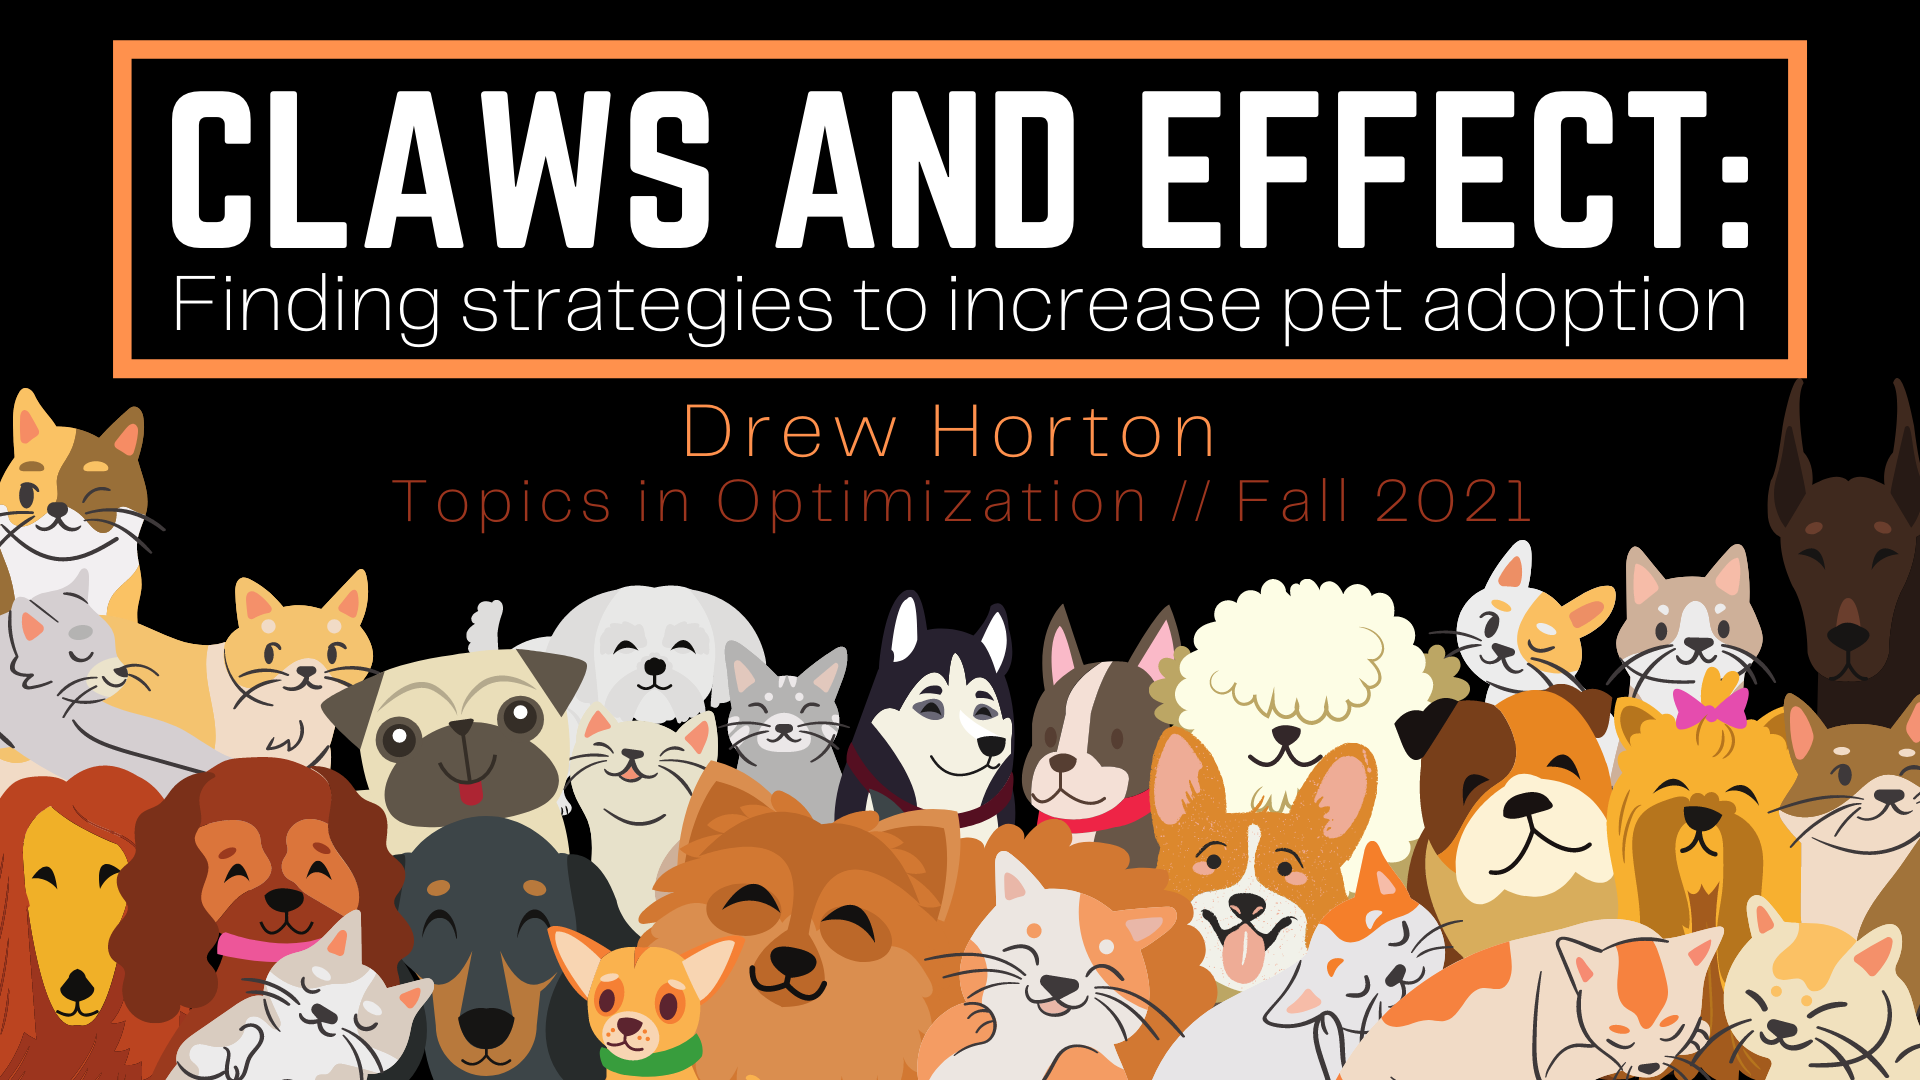 CLAWS AND EFFECT:
Finding strategies to increase pet adoption
Drew Horton
Topics in Optimization // Fall 2021